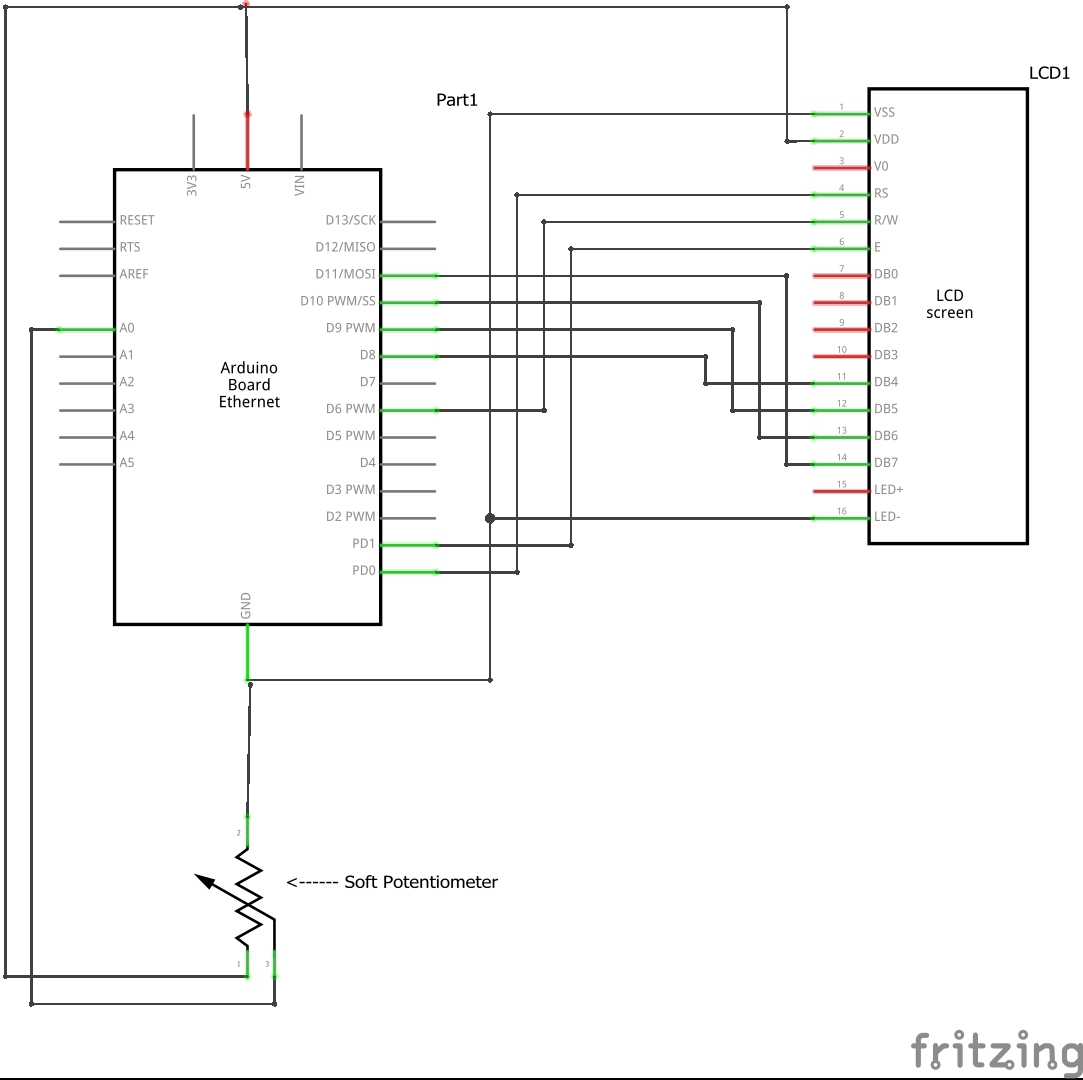 LCD1
Part1
3V3
5V
VIN
RESET
RTS
AREF
A0
A1
A2
A3
A4
A5
Arduino
Board
Ethernet
D13/SCK
D12/MISO
D11/MOSI
D10 PWM/SS
D9 PWM
D8
D7
D6 PWM
D5 PWM
D4
D3 PWM
D2 PWM
PD1
PD0
GND
1 VSS
2 VDD
3 V0
4 RS
5 R/W
6 E
7 DB0
8 DB1
9 DB2
10 DB3
11 DB4
12 DB5
13 DB6
14 DB7
15 LED+
16 LED-
LCD
screen
2
<------ Soft Potentiometer
1
3
fritzing